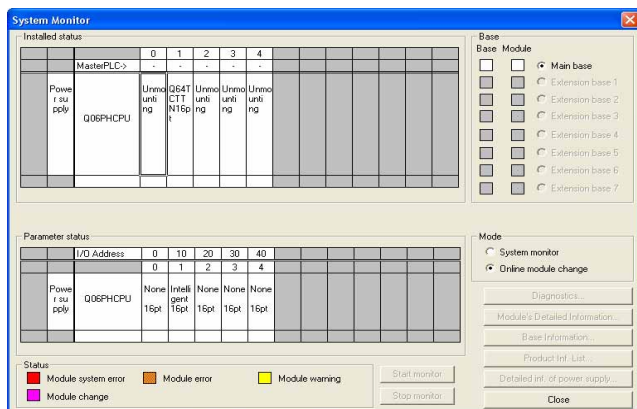 System Monitor
Installed status
0 1 2 3 4
MasterPLC-> - - - - -
Powe
r su
pply
Q06PHCPU
Unmo
unti
ng
Q64T
CTT
N16p
t
Unmo
unti
ng
Unmo
unti
ng
Unmo
unti
ng
Base
Base Module
Main base
Extension base 1
Extension base 2
Extension base 3
Extension base 4
Extension base 5
Extension base 6
Extension base 7
Parameter status
I/O Address 0 10 20 30 40
0 1 2 3 4
Powe
r su
pply
Q06PHCPU
None
16pt
Intelli
gent
16pt
None
16pt
None
16pt
None
16pt
Mode
System monitor
Online module change
Diagnostics...
Module's Detailed Information...
Base Information...
Product Inf. List...
Detailed inf. of power supply...
Close
Status
Module system error
Module error
Module warning
Module change
Start monitor
Stop monitor